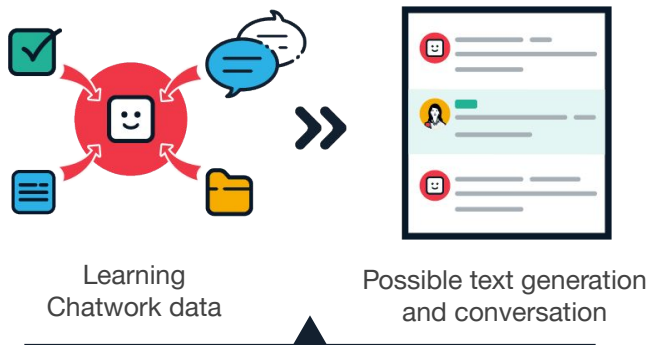 Learning
Chatwork data
Possible text generation
and conversation